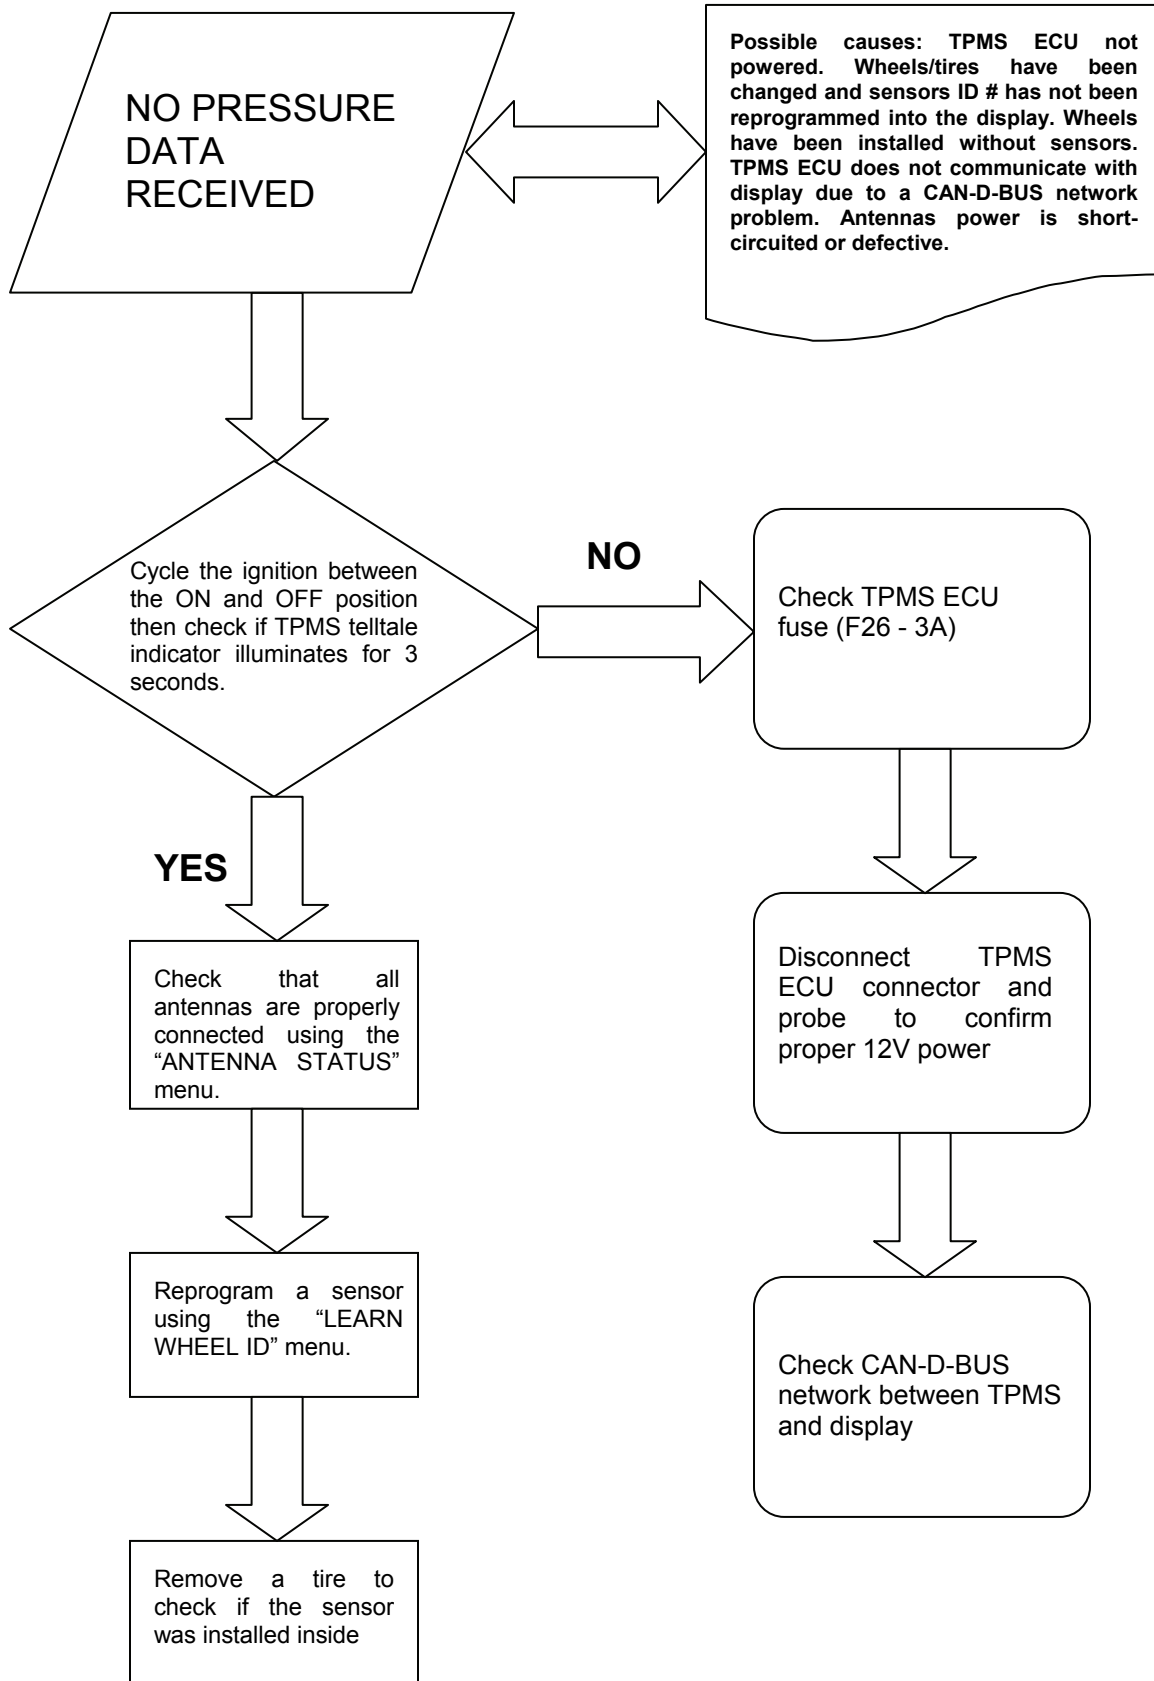 NO PRESSURE
DATA
RECEIVED
Possible causes: TPMS ECU not
powered. Wheels/tires have been
changed and sensors ID # has not been
reprogrammed into the display. Wheels
have been installed without sensors.
TPMS ECU does not communicate with
display due to a CAN-D-BUS network
problem. Antennas power is short-
circuited or defective.
Cycle the ignition between
the ON and OFF position
then check if TPMS telltale
indicator illuminates for 3
seconds.
NO
Check TPMS ECU
fuse (F26 - 3A)
Disconnect TPMS
ECU connector and
probe to confirm
proper 12V power
Check CAN-D-BUS
network between TPMS
and display
YES
Check that all
antennas are properly
connected using the
“ANTENNA STATUS”
menu.
Reprogram a sensor
using the “LEARN
WHEEL ID” menu.
Remove a tire to
check if the sensor
was installed inside